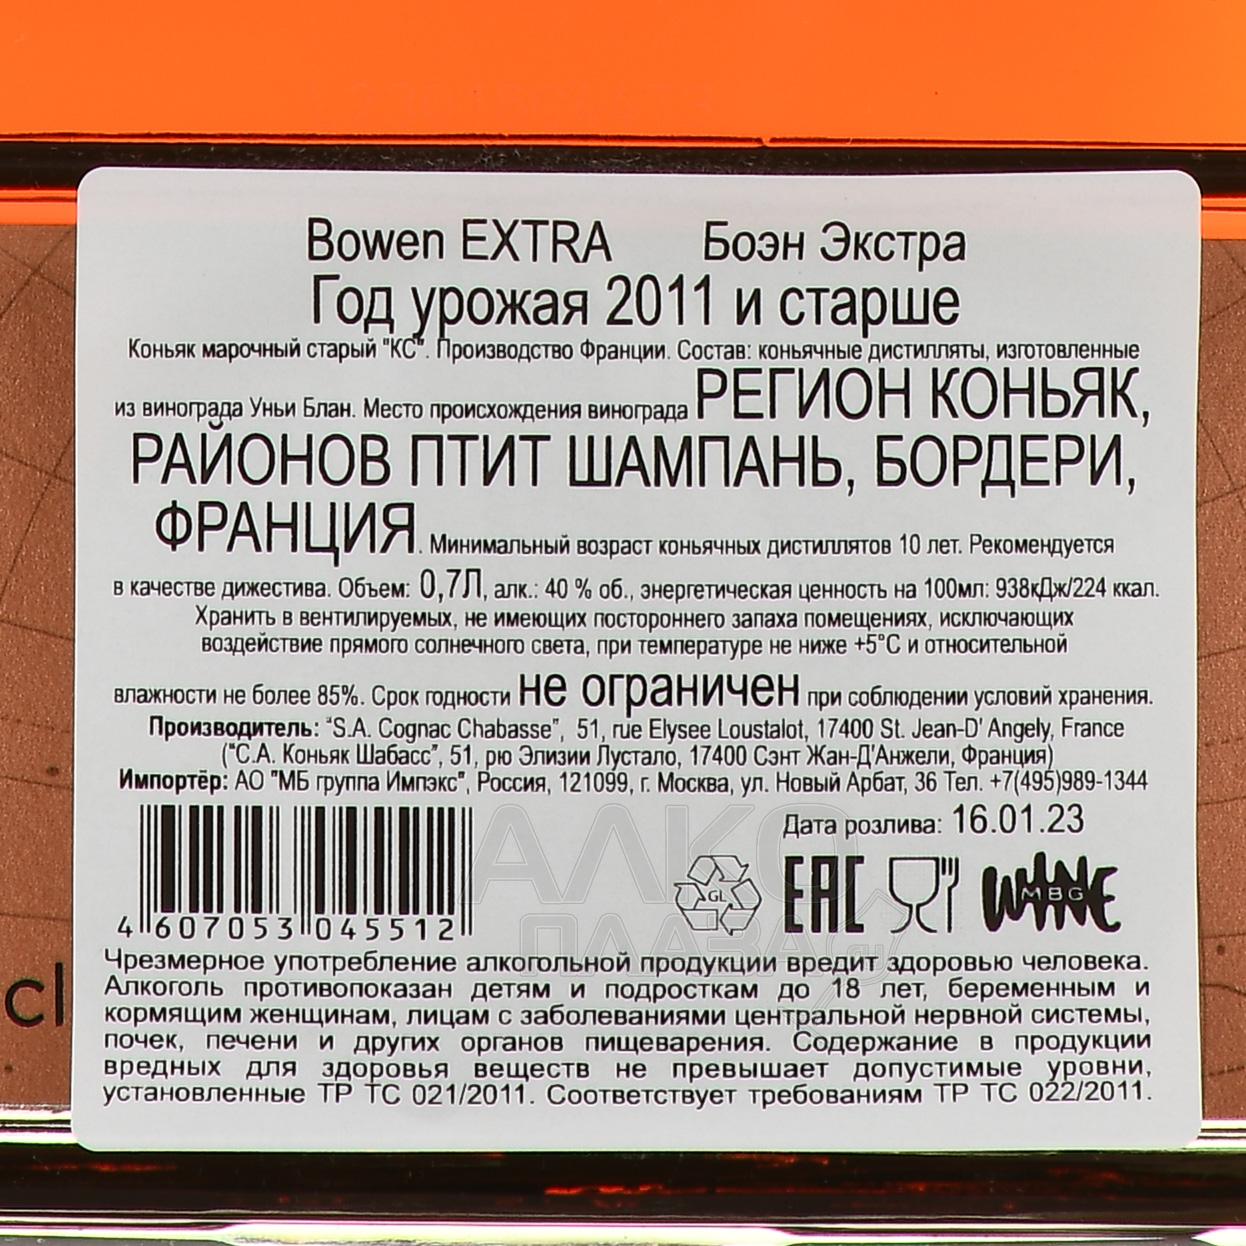 Bowen EXTRA Боэн Экстра
Год урожая 2011 и старше
Коньяк марочный старый "КС". Производство Франции. Состав: коньячные дистилляты, изготовленные
из винограда Уньи Блан. Место происхождения винограда РЕГИОН КОНЬЯК,
РАЙОНОВ ПТИТ ШАМПАНЬ, БОРДЕРИ,
ФРАНЦИЯ. Минимальный возраст коньячных дистиллятов 10 лет. Рекомендуется
в качестве дижестива. Объем: 0,7Л, алк.: 40 % об., энергетическая ценность на 100мл: 938кДж/224 ккал.
Хранить в вентилируемых, не имеющих постороннего запаха помещениях, исключающих
воздействие прямого солнечного света, при температуре не ниже +5°С и относительной
влажности не более 85%. Срок годности не ограничен при соблюдении условий хранения.
Производитель: "S.A. Cognac Chabasse", 51, rue Elysee Loustalot, 17400 St. Jean-D' Angely, France
("С.А. Коньяк Шабасс", 51, рю Элизии Лустало, 17400 Сэнт Жан-Д'Анжели, Франция)
Импортёр: АО "МБ группа Импэкс", Россия, 121099, г. Москва, ул. Новый Арбат, 36 Тел. +7(495)989-1344
Дата розлива: 16.01.23
GL EAC WINE MBG
4 607053 045512
АЛКО
ПЛАЗА.ru
cl
Чрезмерное употребление алкогольной продукции вредит здоровью человека.
Алкоголь противопоказан детям и подросткам до 18 лет, беременным и
кормящим женщинам, лицам с заболеваниями центральной нервной системы,
почек, печени и других органов пищеварения. Содержание в продукции
вредных для здоровья веществ не превышает допустимые уровни,
установленные ТР ТС 021/2011. Соответствует требованиям ТР ТС 022/2011.